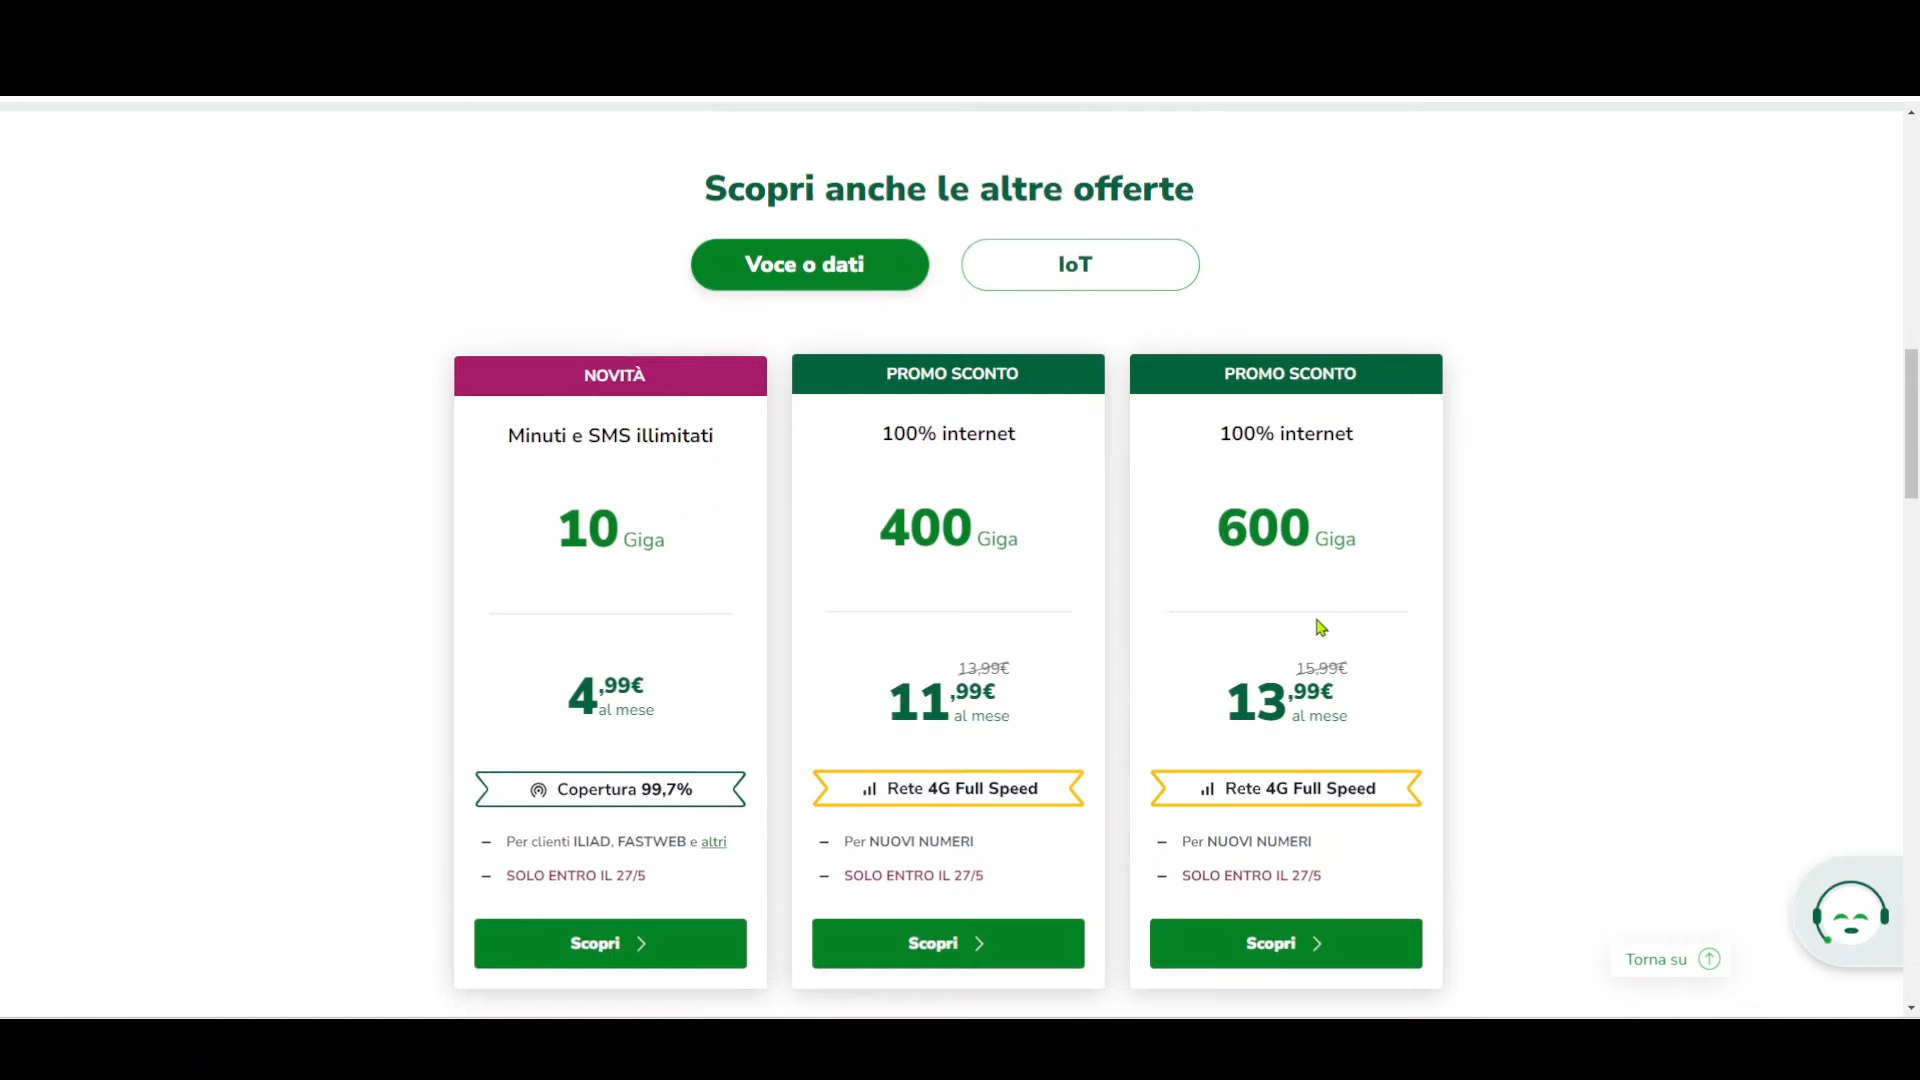 Scopri anche le altre offerte
Voce o dati
IoT
NOVITÀ
Minuti e SMS illimitati
10 Giga
4,99€
al mese
Copertura 99,7%
– Per clienti ILIAD, FASTWEB e altri
– SOLO ENTRO IL 27/5
Scopri
PROMO SCONTO
100% internet
400 Giga
13,99€
11,99€
al mese
Rete 4G Full Speed
– Per NUOVI NUMERI
– SOLO ENTRO IL 27/5
Scopri
PROMO SCONTO
100% internet
600 Giga
15,99€
13,99€
al mese
Rete 4G Full Speed
– Per NUOVI NUMERI
– SOLO ENTRO IL 27/5
Scopri
Torna su